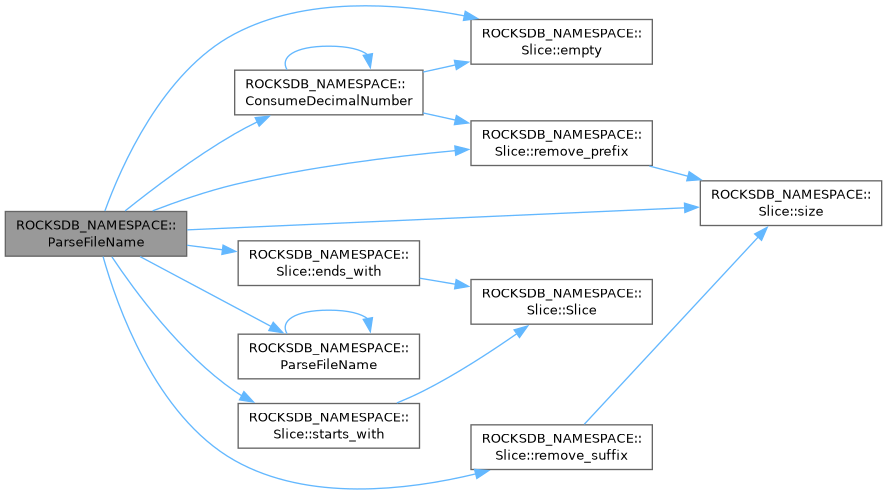 ROCKSDB_NAMESPACE::
Slice::empty
ROCKSDB_NAMESPACE::
ConsumeDecimalNumber
ROCKSDB_NAMESPACE::
Slice::remove_prefix
ROCKSDB_NAMESPACE::
Slice::size
ROCKSDB_NAMESPACE::
ParseFileName
ROCKSDB_NAMESPACE::
Slice::ends_with
ROCKSDB_NAMESPACE::
Slice::Slice
ROCKSDB_NAMESPACE::
ParseFileName
ROCKSDB_NAMESPACE::
Slice::starts_with
ROCKSDB_NAMESPACE::
Slice::remove_suffix